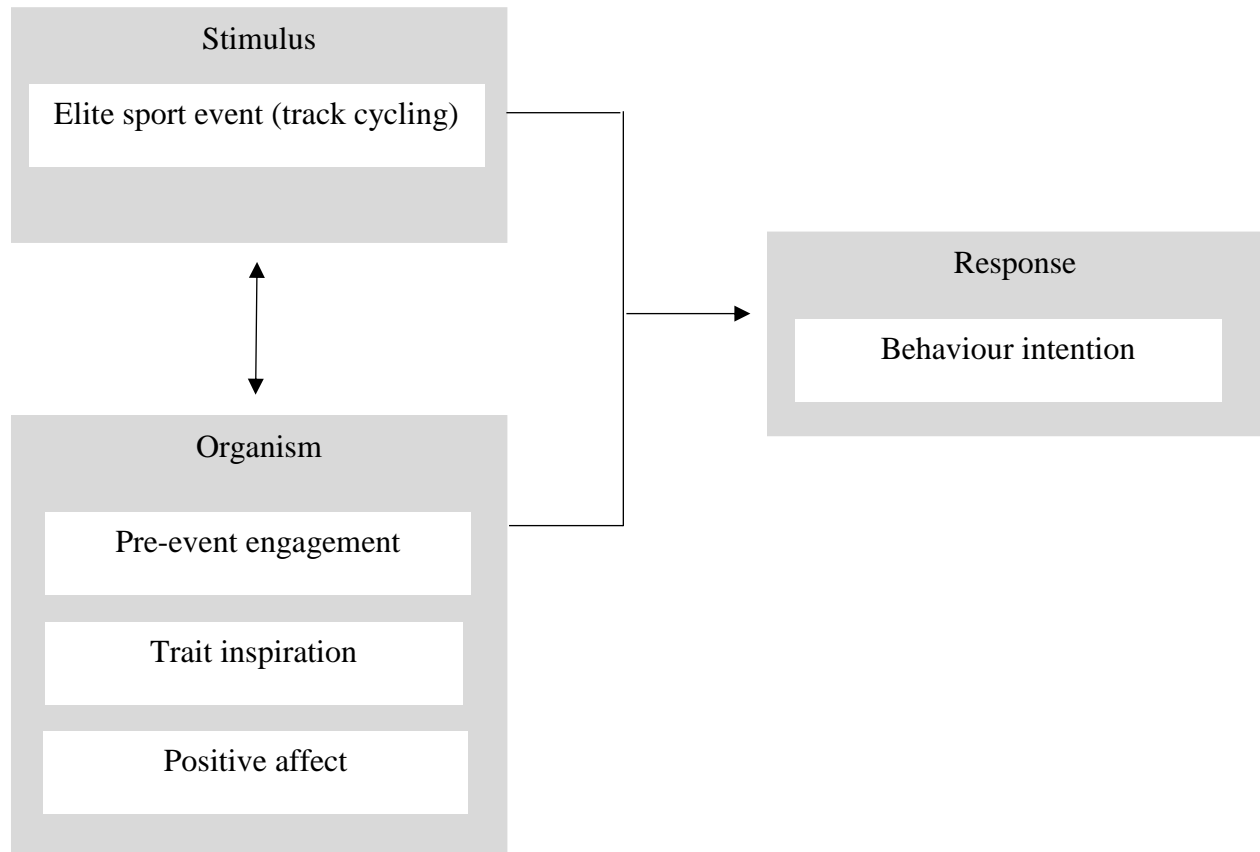 Stimulus
Elite sport event (track cycling)
Organism
Pre-event engagement
Trait inspiration
Positive affect
Response
Behaviour intention